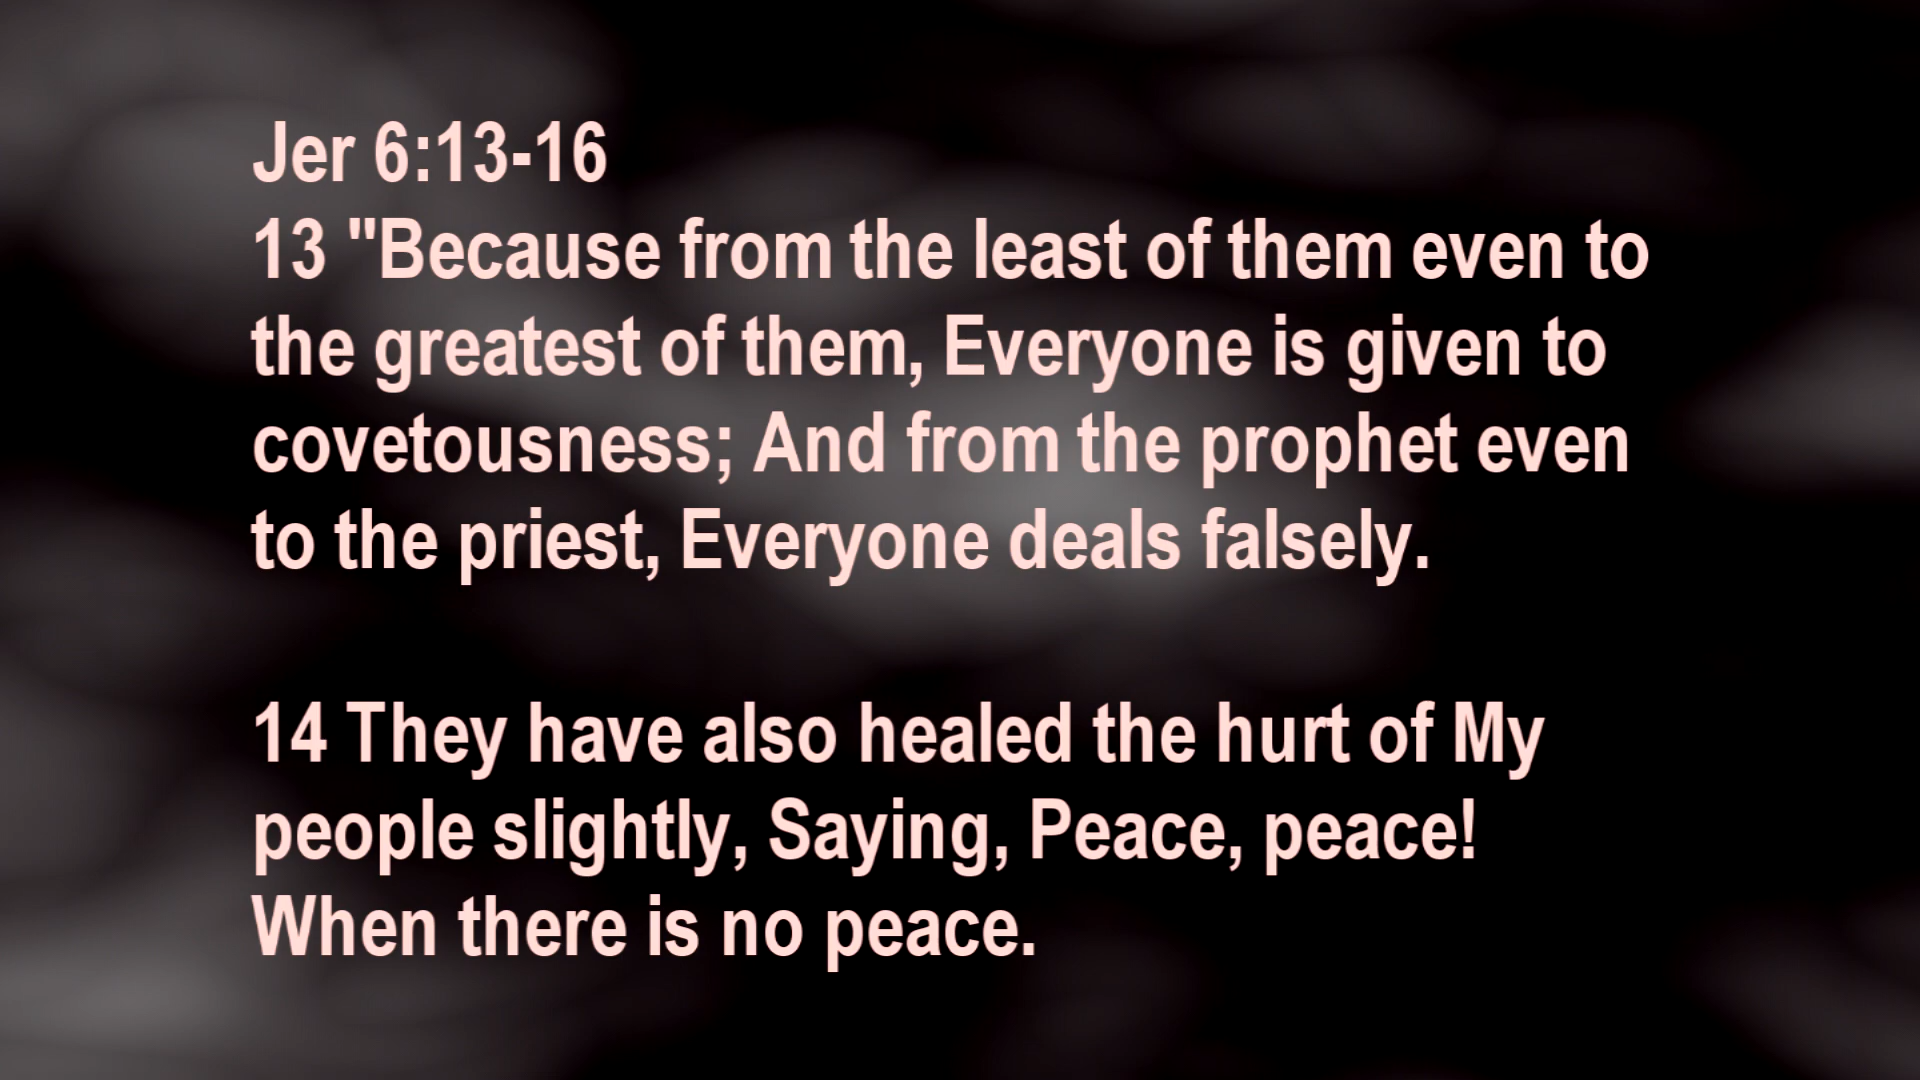 Jer 6:13-16
13 "Because from the least of them even to
the greatest of them, Everyone is given to
covetousness; And from the prophet even
to the priest, Everyone deals falsely.
14 They have also healed the hurt of My
people slightly, Saying, Peace, peace!
When there is no peace.